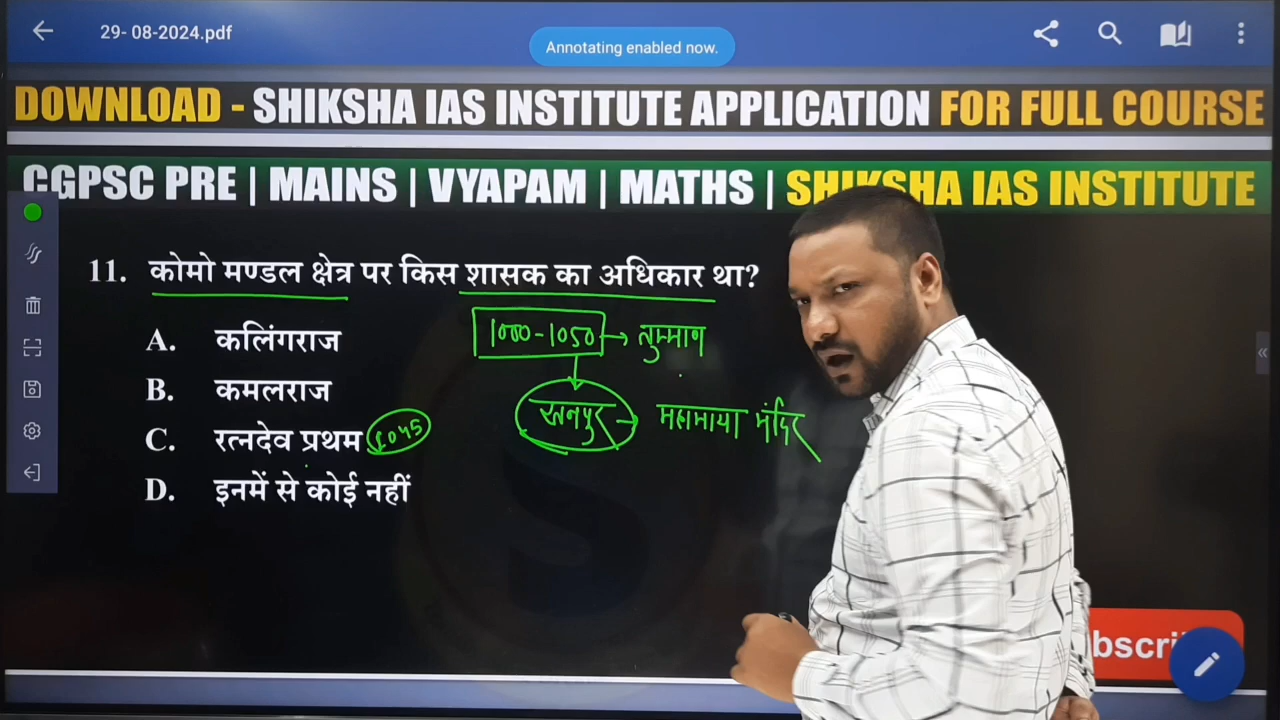 29- 08-2024.pdf
Annotating enabled now.
DOWNLOAD - SHIKSHA IAS INSTITUTE APPLICATION FOR FULL COURSE
CGPSC PRE | MAINS | VYAPAM | MATHS | SHIKSHA IAS INSTITUTE
11. कोमो मण्डल क्षेत्र पर किस शासक का अधिकार था?
A. कलिंगराज
1000-1050 → तुम्माण
B. कमलराज
महामाया मंदिर
C. रत्नदेव प्रथम 1045
D. इनमें से कोई नहीं